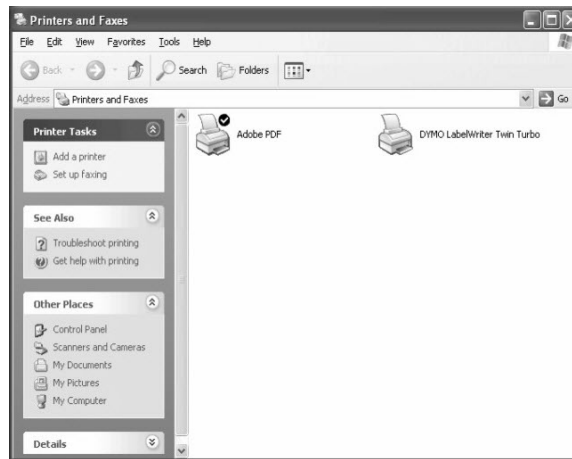 Printers and Faxes
File Edit View Favorites Tools Help
Back Search Folders
Address Printers and Faxes Go
Printer Tasks
Add a printer
Set up faxing
See Also
Troubleshoot printing
Get help with printing
Other Places
Control Panel
Scanners and Cameras
My Documents
My Pictures
My Computer
Details
Adobe PDF
DYMO LabelWriter Twin Turbo